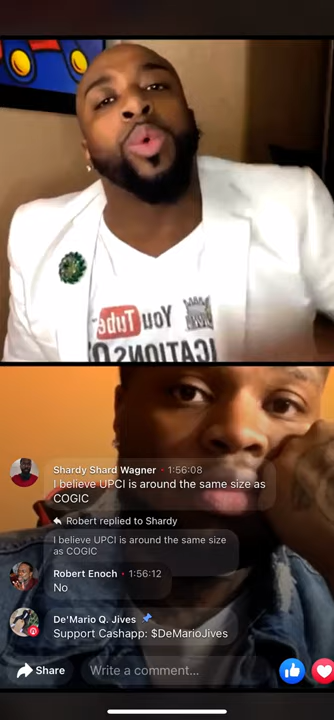 YouTube
Shardy Shard Wagner • 1:56:08
I believe UPCI is around the same size as
COGIC
Robert replied to Shardy
I believe UPCI is around the same size
as COGIC
Robert Enoch • 1:56:12
No
De'Mario Q. Jives
Support Cashapp: $DeMarioJives
Share
Write a comment...